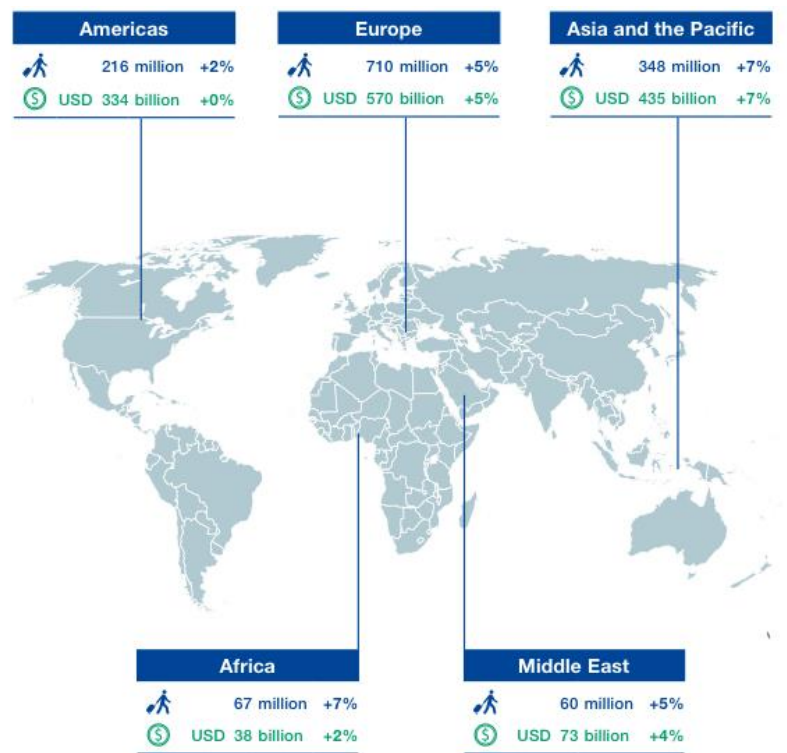 Americas
216 million +2%
USD 334 billion +0%
Europe
710 million +5%
USD 570 billion +5%
Asia and the Pacific
348 million +7%
USD 435 billion +7%
Africa
67 million +7%
USD 38 billion +2%
Middle East
60 million +5%
USD 73 billion +4%